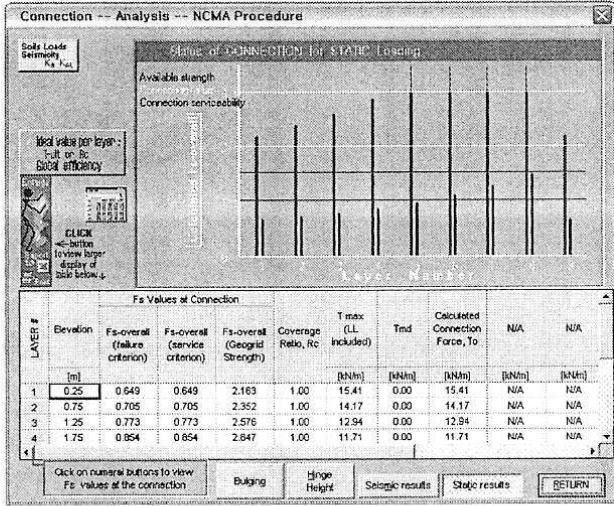 Connection -- Analysis -- NCMA Procedure
Soils Loads
Seismicity
Status of CONNECTION for STATIC Loading
Available strength
Connection serviceability
Ideal value per layer :
T-ult or Rc
Global efficiency
CLICK
<--button
to view larger
display of
table below
Layer Number
LAYER #
Elevation
[m]
Fs Values at Connection
Fs-overall (failure criterion)
Fs-overall (service criterion)
Fs-overall (Geogrid Strength)
Coverage Ratio, Rc
T max (LL included) [kN/m]
Tmd [kN/m]
Calculated Connection Force, To [kN/m]
N/A
N/A [kN/m]
1 0.25 0.649 0.649 2.163 1.00 15.41 0.00 15.41 N/A N/A
2 0.75 0.705 0.705 2.352 1.00 14.17 0.00 14.17 N/A N/A
3 1.25 0.773 0.773 2.576 1.00 12.94 0.00 12.94 N/A N/A
4 1.75 0.854 0.854 2.847 1.00 11.71 0.00 11.71 N/A N/A
Click on numeral buttons to view
Fs values at the connection
Bulging
Hinge Height
Seismic results
Static results
RETURN